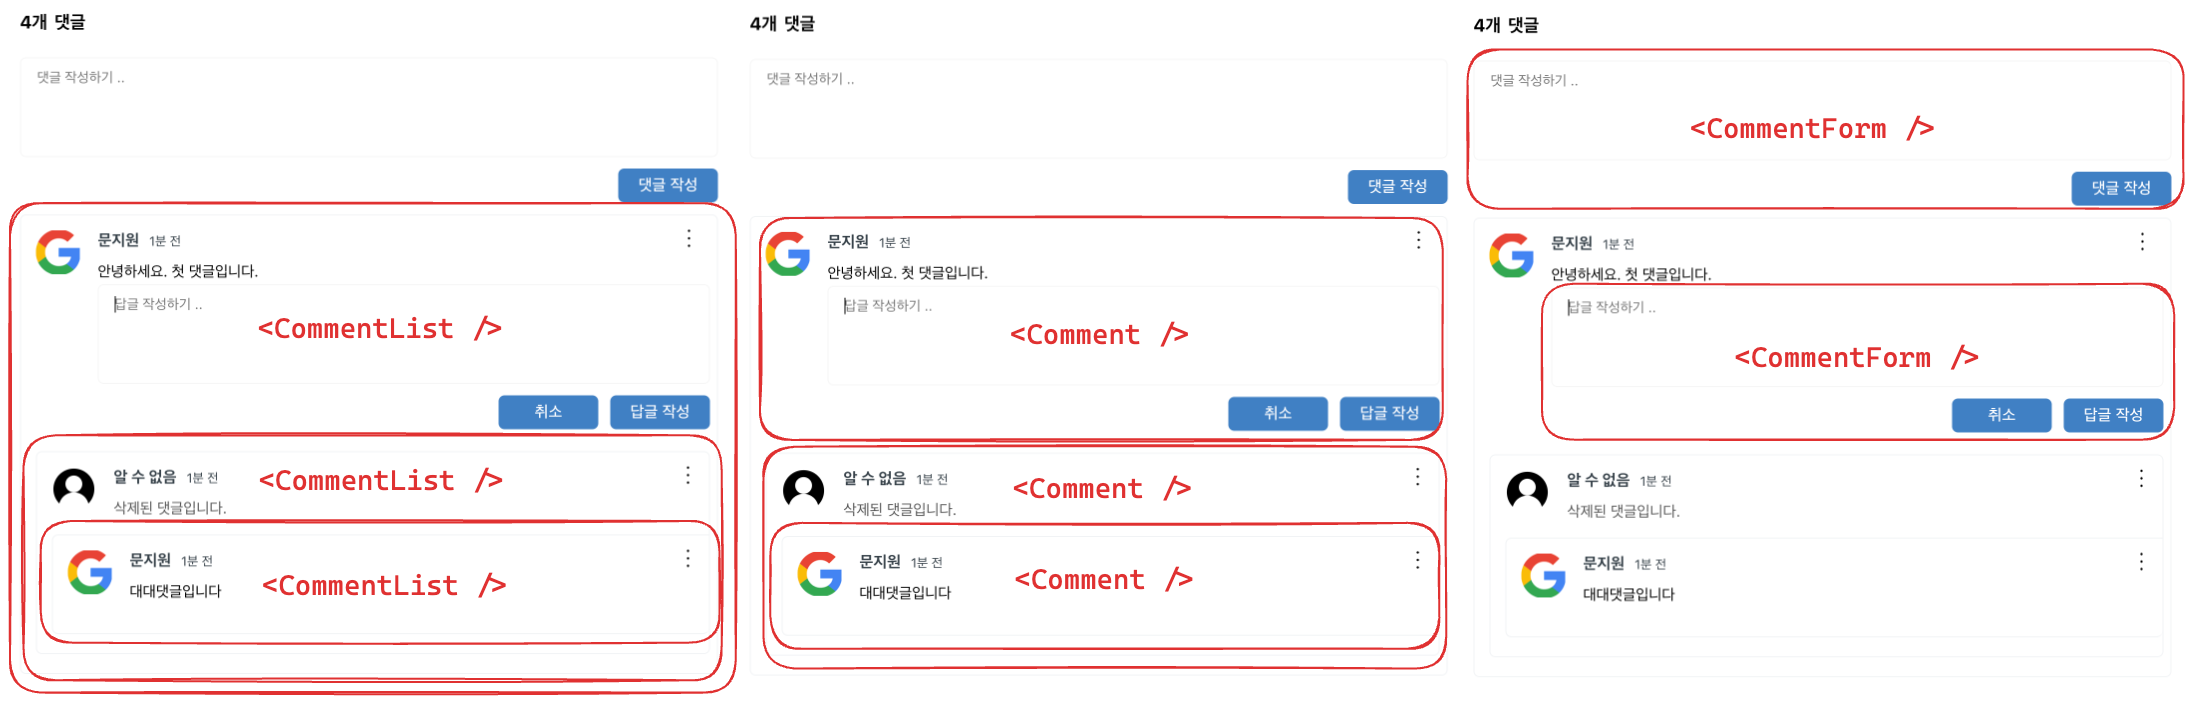 4개 댓글
댓글 작성하기 ..
댓글 작성
문지원 1분 전
안녕하세요. 첫 댓글입니다.
답글 작성하기 ..
<CommentList />
취소 답글 작성
알 수 없음 1분 전
<CommentList />
삭제된 댓글입니다.
문지원 1분 전
대대댓글입니다
<CommentList />
4개 댓글
댓글 작성하기 ..
댓글 작성
문지원 1분 전
안녕하세요. 첫 댓글입니다.
답글 작성하기 ..
<Comment />
취소 답글 작성
알 수 없음 1분 전
<Comment />
삭제된 댓글입니다.
문지원 1분 전
<Comment />
대대댓글입니다
4개 댓글
댓글 작성하기 ..
<CommentForm />
댓글 작성
문지원 1분 전
안녕하세요. 첫 댓글입니다.
답글 작성하기 ..
<CommentForm />
취소 답글 작성
알 수 없음 1분 전
삭제된 댓글입니다.
문지원 1분 전
대대댓글입니다